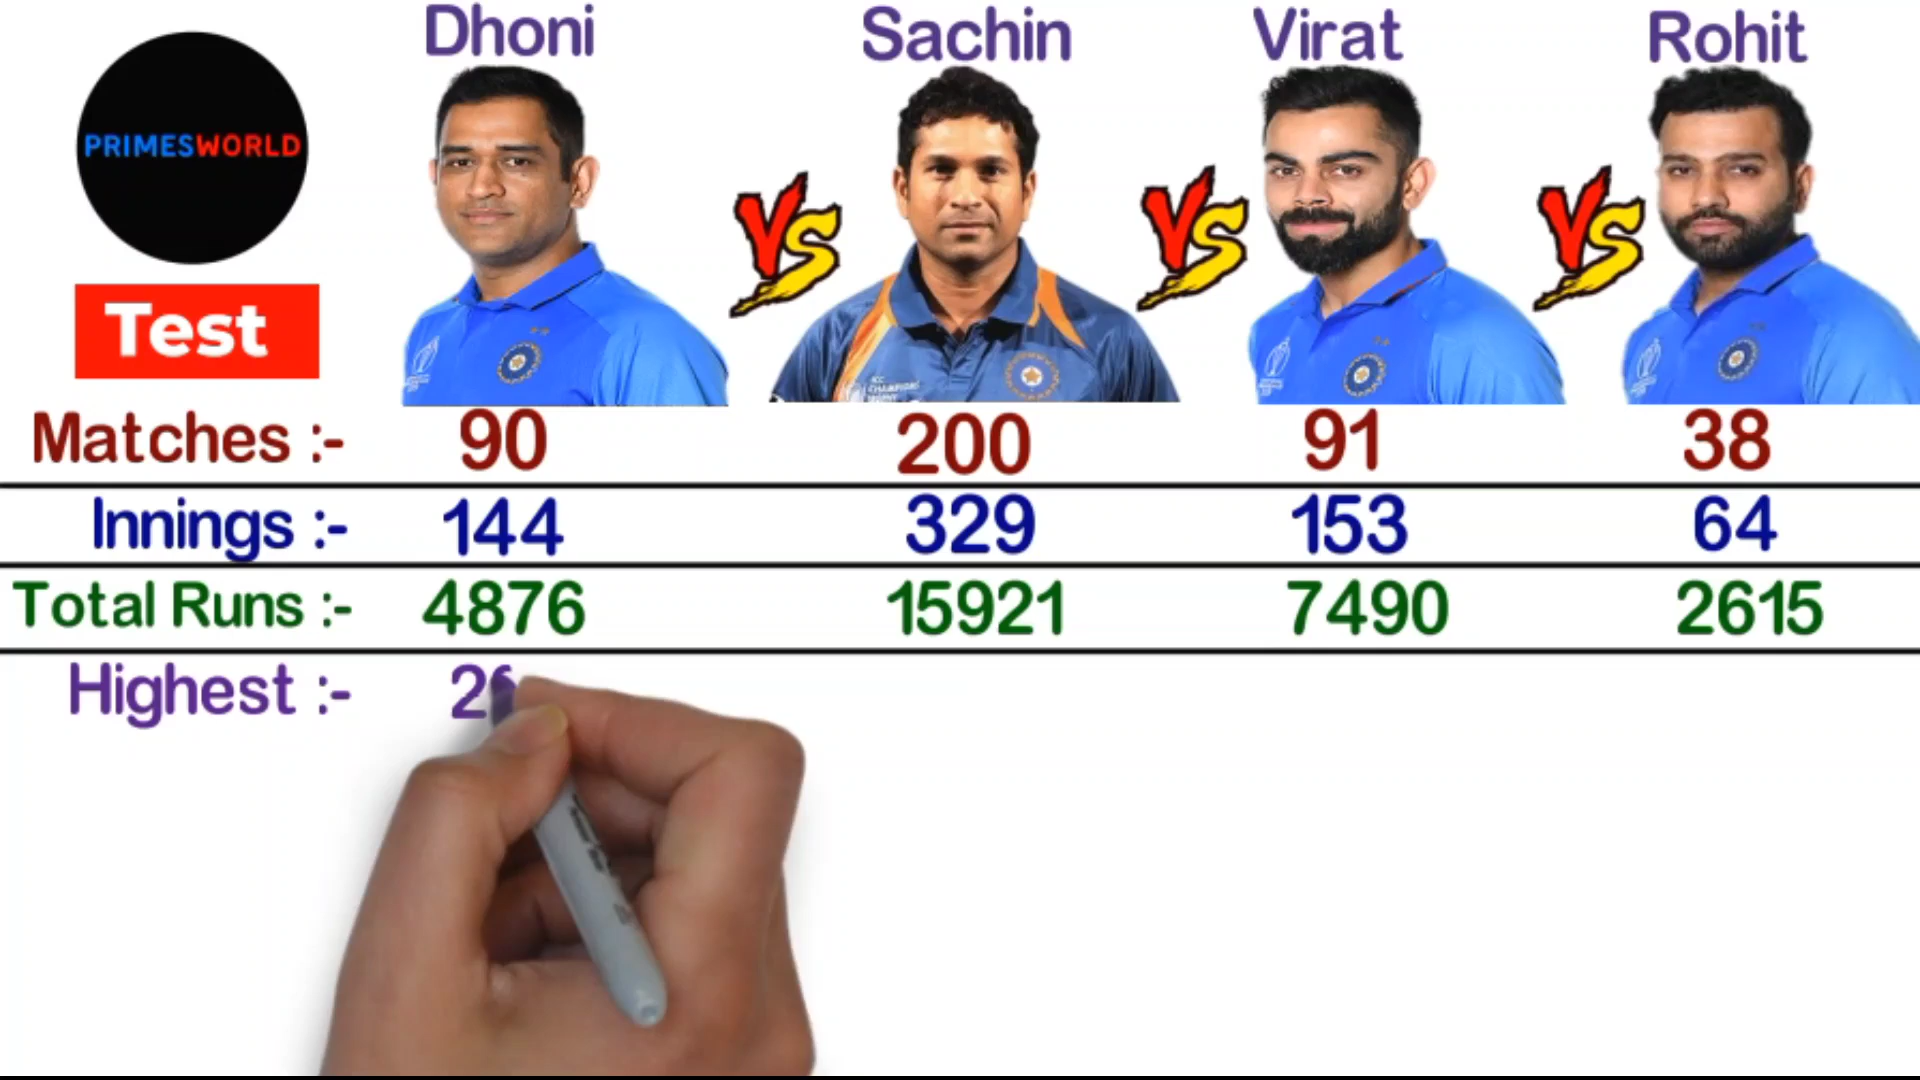 Dhoni Sachin Virat Rohit
PRIMESWORLD
VS VS VS
Test
Matches :- 90 200 91 38
Innings :- 144 329 153 64
Total Runs :- 4876 15921 7490 2615
Highest :- 2